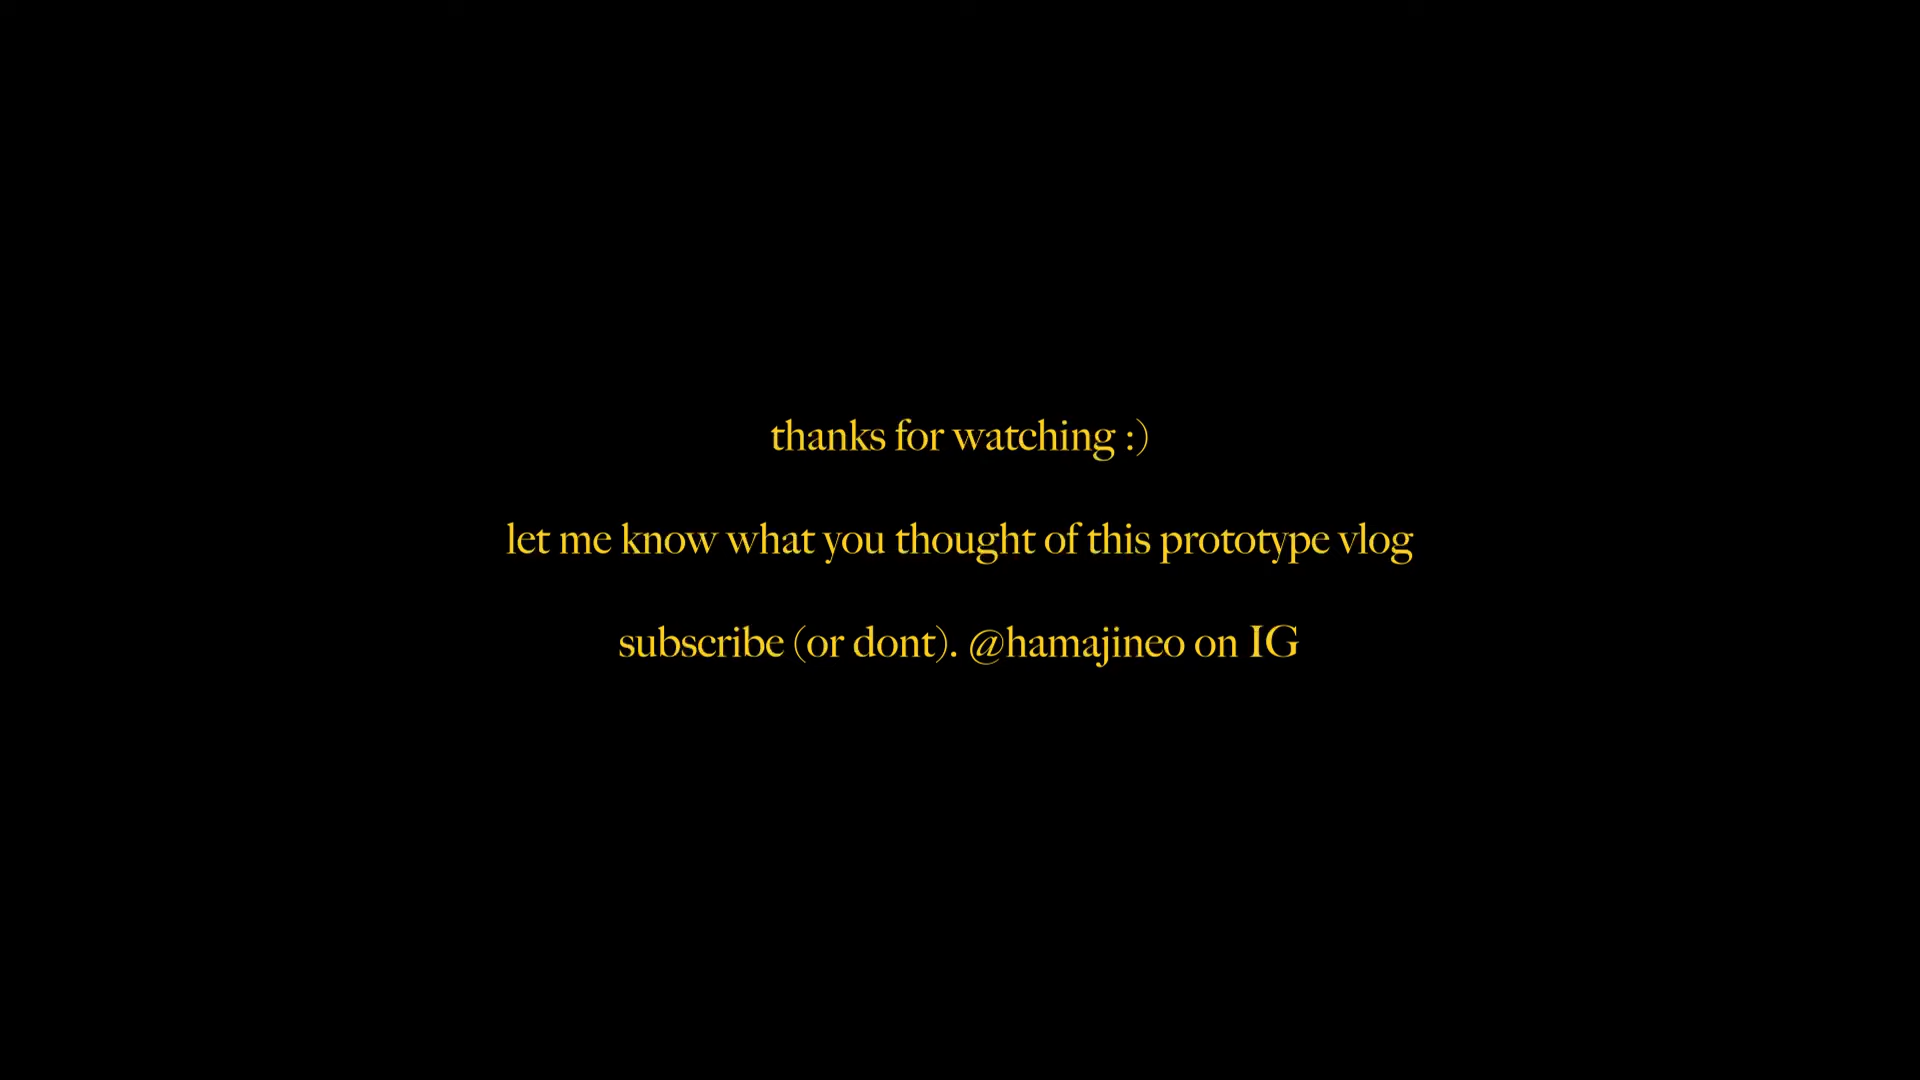 thanks for watching :)
let me know what you thought of this prototype vlog
subscribe (or dont). @hamajineo on IG